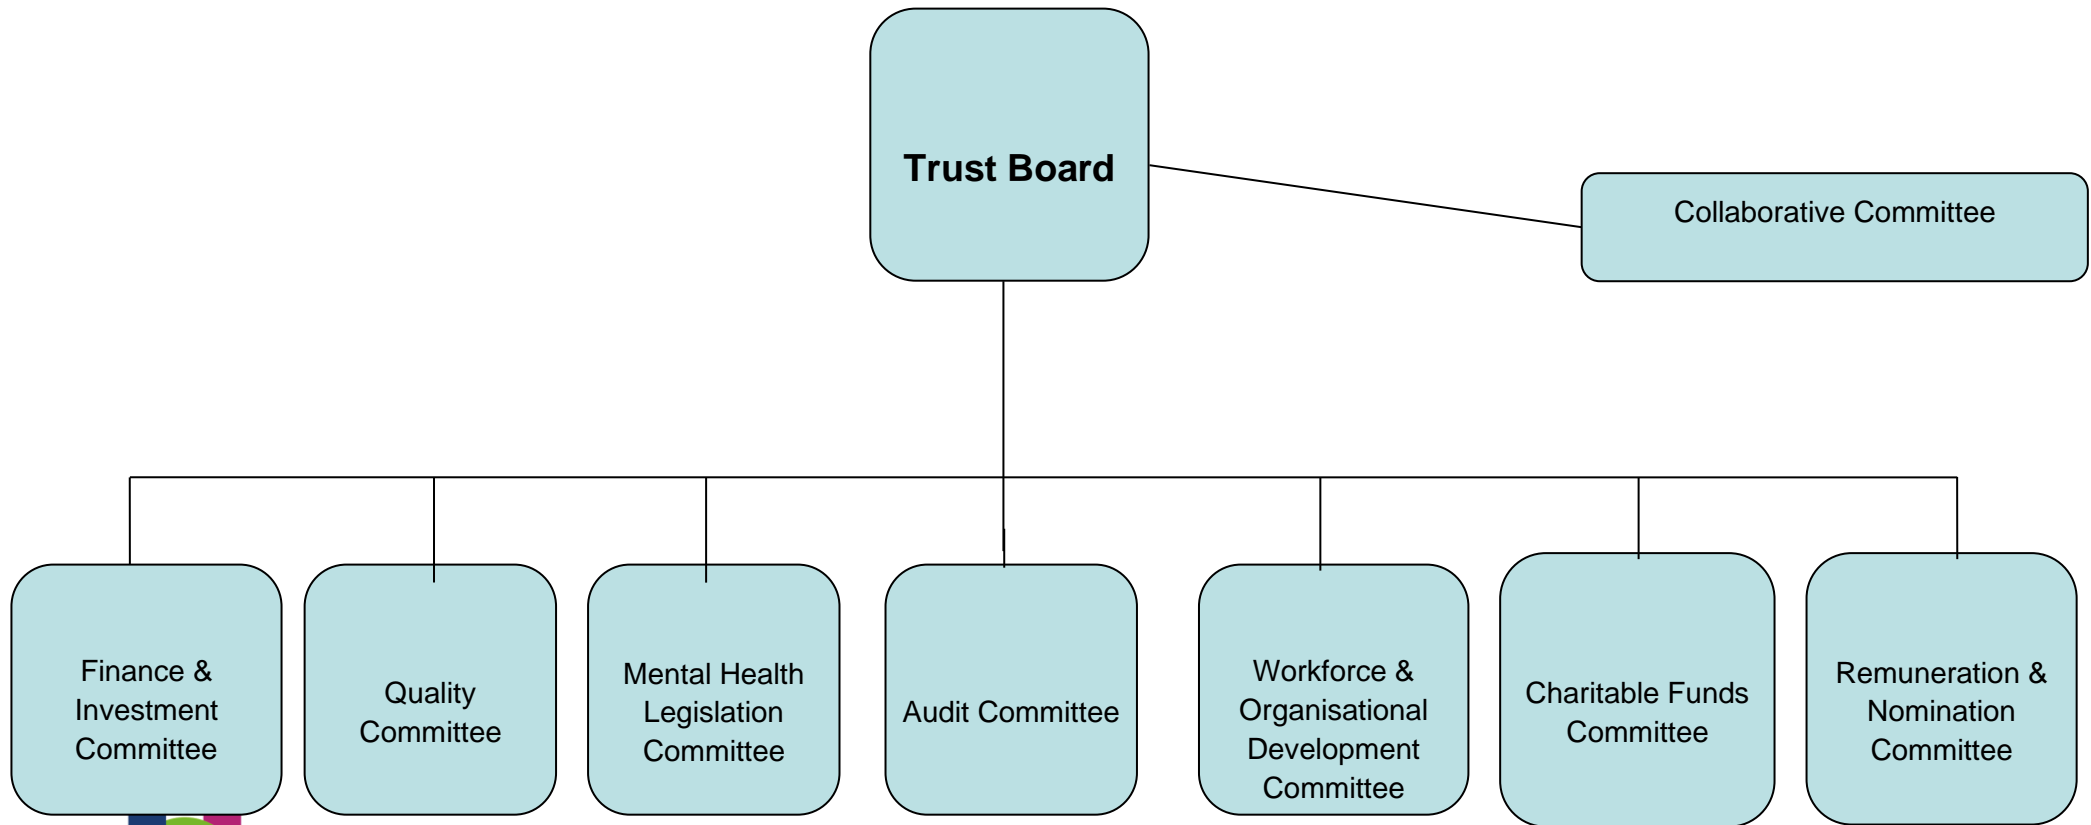 Trust Board
Collaborative Committee
Finance &
Investment
Committee
Quality
Committee
Mental Health
Legislation
Committee
Audit Committee
Workforce &
Organisational
Development
Committee
Charitable Funds
Committee
Remuneration &
Nomination
Committee